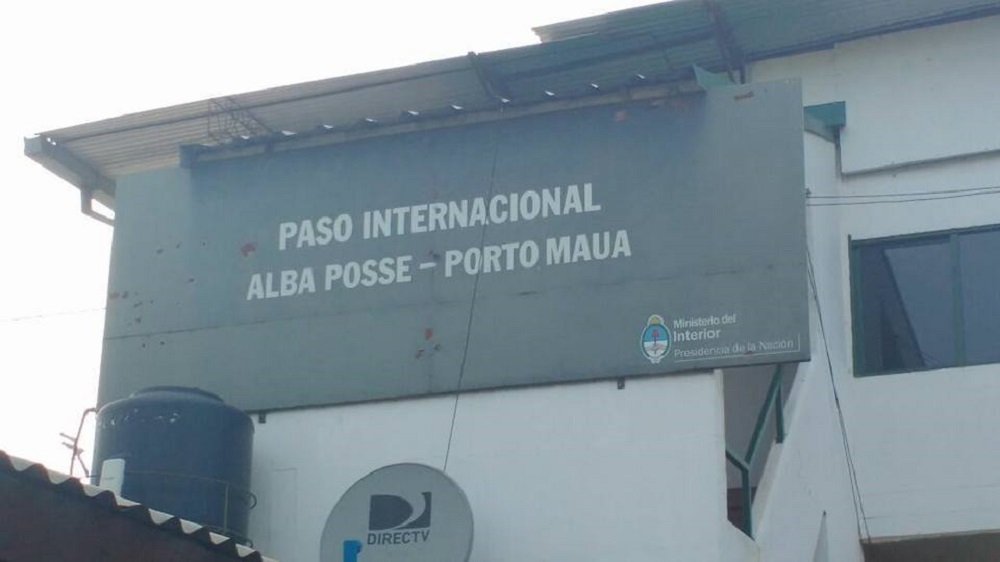 PASO INTERNACIONAL
ALBA POSSE – PORTO MAUA
Ministerio del
Interior
Presidencia de la Nación
DIRECTV